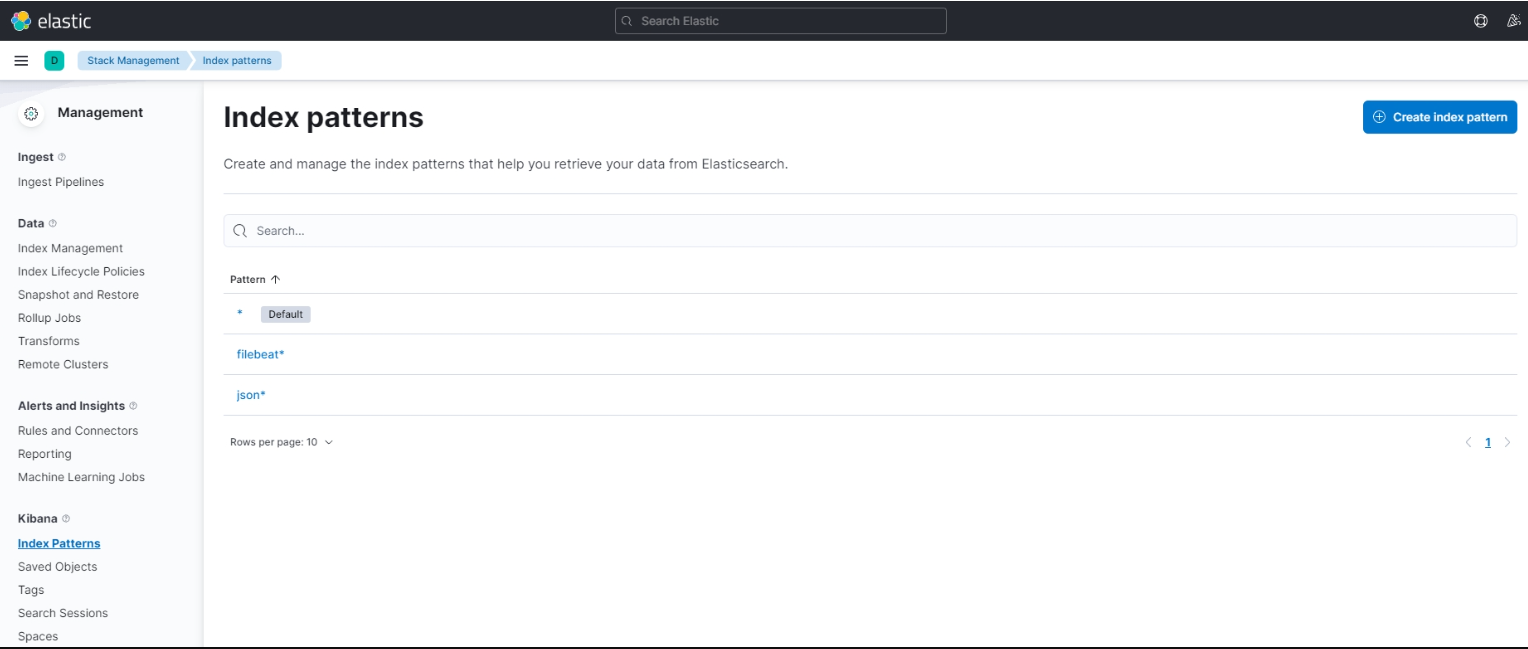 elastic
Search Elastic
D
Stack Management
Index patterns
Management
Ingest
Ingest Pipelines
Data
Index Management
Index Lifecycle Policies
Snapshot and Restore
Rollup Jobs
Transforms
Remote Clusters
Alerts and Insights
Rules and Connectors
Reporting
Machine Learning Jobs
Kibana
Index Patterns
Saved Objects
Tags
Search Sessions
Spaces
Index patterns
Create index pattern
Create and manage the index patterns that help you retrieve your data from Elasticsearch.
Search...
Pattern ↑
* Default
filebeat*
json*
Rows per page: 10
< 1 >